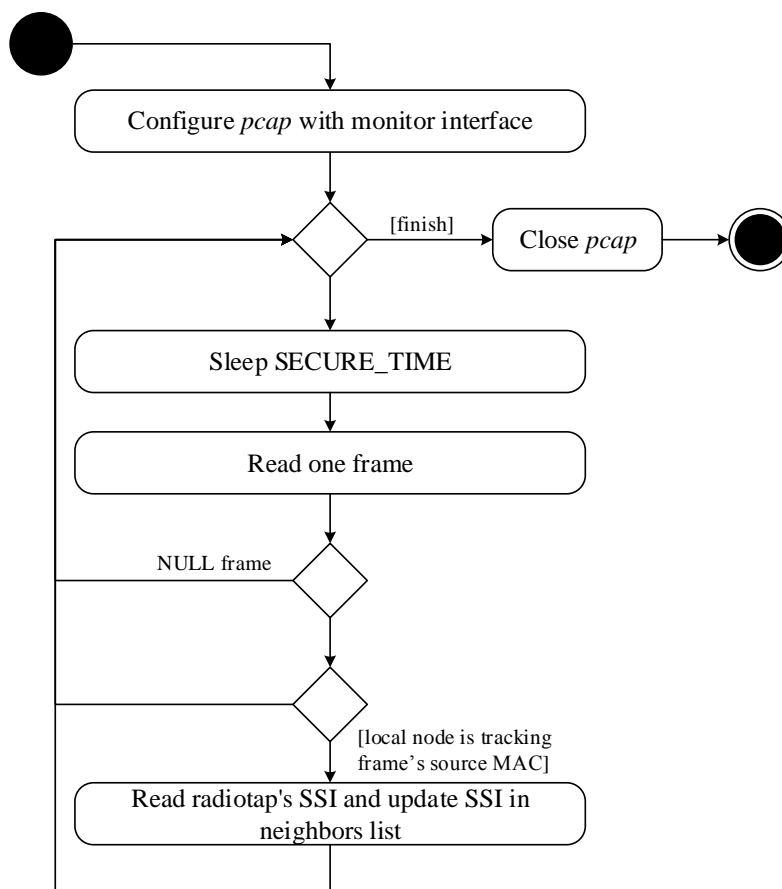 Configure pcap with monitor interface
[finish]
Close pcap
Sleep SECURE_TIME
Read one frame
NULL frame
[local node is tracking
frame’s source MAC]
Read radiotap's SSI and update SSI in
neighbors list